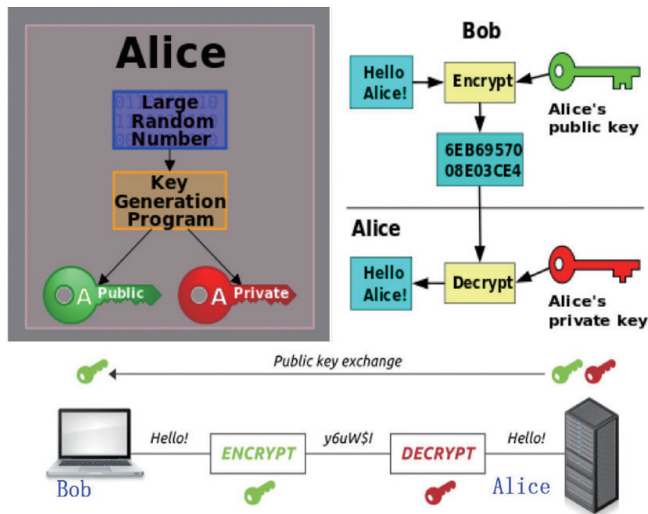 Alice
Large
Random
Number
Key
Generation
Program
A Public
A Private
Bob
Hello
Alice!
Encrypt
Alice's
public key
6EB69570
08E03CE4
Alice
Hello
Alice!
Decrypt
Alice's
private key
Public key exchange
Hello!
ENCRYPT
y6uW$I
DECRYPT
Hello!
Bob
Alice